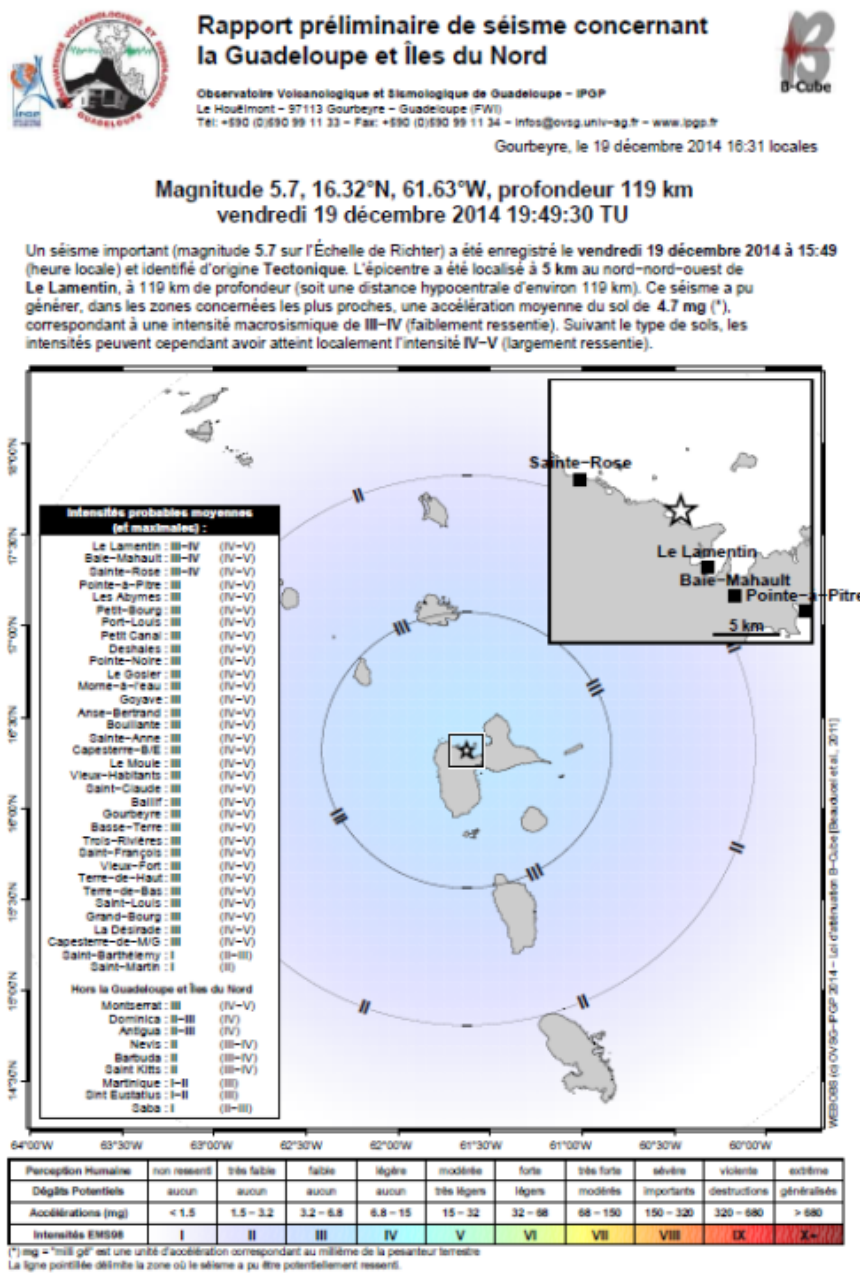 OBSERVATOIRE VOLCANOLOGIQUE ET SISMOLOGIQUE DE GUADELOUPE
IPGP
Rapport préliminaire de séisme concernant
la Guadeloupe et Îles du Nord
B-Cube
Observatoire Volcanologique et Sismologique de Guadeloupe – IPGP
Le Houëlmont – 97113 Gourbeyre – Guadeloupe (FWI)
Tél: +590 (0)590 99 11 33 – Fax: +590 (0)590 99 11 34 – infos@ovsg.univ-ag.fr – www.ipgp.fr
Gourbeyre, le 19 décembre 2014 16:31 locales
Magnitude 5.7, 16.32°N, 61.63°W, profondeur 119 km
vendredi 19 décembre 2014 19:49:30 TU
Un séisme important (magnitude 5.7 sur l'Échelle de Richter) a été enregistré le vendredi 19 décembre 2014 à 15:49
(heure locale) et identifié d'origine Tectonique. L'épicentre a été localisé à 5 km au nord-nord-ouest de
Le Lamentin, à 119 km de profondeur (soit une distance hypocentrale d'environ 119 km). Ce séisme a pu
générer, dans les zones concernées les plus proches, une accélération moyenne du sol de 4.7 mg (*),
correspondant à une intensité macrosismique de III–IV (faiblement ressentie). Suivant le type de sols, les
intensités peuvent cependant avoir atteint localement l'intensité IV–V (largement ressentie).
Intensités probables moyennes
(et maximales) :
Le Lamentin : III–IV (IV–V)
Baie-Mahault : III–IV (IV–V)
Sainte-Rose : III–IV (IV–V)
Pointe-à-Pitre : III (IV–V)
Les Abymes : III (IV–V)
Petit-Bourg : III (IV–V)
Port-Louis : III (IV–V)
Petit Canal : III (IV–V)
Deshaies : III (IV–V)
Pointe-Noire : III (IV–V)
Le Gosier : III (IV–V)
Morne-à-l'eau : III (IV–V)
Goyave : III (IV–V)
Anse-Bertrand : III (IV–V)
Bouillante : III (IV–V)
Sainte-Anne : III (IV–V)
Capesterre-B/E : III (IV–V)
Le Moule : III (IV–V)
Vieux-Habitants : III (IV–V)
Saint-Claude : III (IV–V)
Baillif : III (IV–V)
Gourbeyre : III (IV–V)
Basse-Terre : III (IV–V)
Trois-Rivières : III (IV–V)
Saint-François : III (IV–V)
Vieux-Fort : III (IV–V)
Terre-de-Haut : III (IV–V)
Terre-de-Bas : III (IV–V)
Saint-Louis : III (IV–V)
Grand-Bourg : III (IV–V)
La Désirade : III (IV–V)
Capesterre-de-M/G : III (IV–V)
Saint-Barthélemy : I (II–III)
Saint-Martin : I (II)
Hors la Guadeloupe et Îles du Nord
Montserrat : III (IV–V)
Dominica : II–III (IV)
Antigua : II–III (IV)
Nevis : II (III–IV)
Barbuda : II (III–IV)
Saint Kitts : II (III–IV)
Martinique : I–II (III)
Sint Eustatius : I–II (III)
Saba : I (II–III)
Sainte-Rose
Le Lamentin
Baie-Mahault
Pointe-à-Pitre
5 km
II
III
III
II
III
II
III
II
II
18°00'N
17°30'N
17°00'N
16°30'N
16°00'N
15°30'N
15°00'N
14°30'N
64°00'W 63°30'W 63°00'W 62°30'W 62°00'W 61°30'W 61°00'W 60°30'W 60°00'W
WEBOBS (c) OVSG-IPGP 2014 – Loi d'atténuation B-Cube [Beauducel et al., 2011]
Perception Humaine non ressenti très faible faible légère modérée forte très forte sévère violente extrême
Dégâts Potentiels aucun aucun aucun aucun très légers légers modérés importants destructions généralisés
Accélérations (mg) < 1.5 1.5 – 3.2 3.2 – 6.8 6.8 – 15 15 – 32 32 – 68 68 – 150 150 – 320 320 – 680 > 680
Intensités EMS98 I II III IV V VI VII VIII IX X+
(*) mg = "milli gé" est une unité d'accélération correspondant au millième de la pesanteur terrestre
La ligne pointillée délimite la zone où le séisme a pu être potentiellement ressenti.